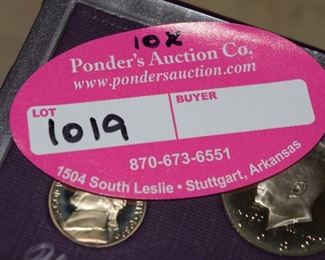 10X
Ponder's Auction Co.
www.pondersauction.com
LOT
BUYER
1019
870-673-6551
1504 South Leslie • Stuttgart, Arkansas